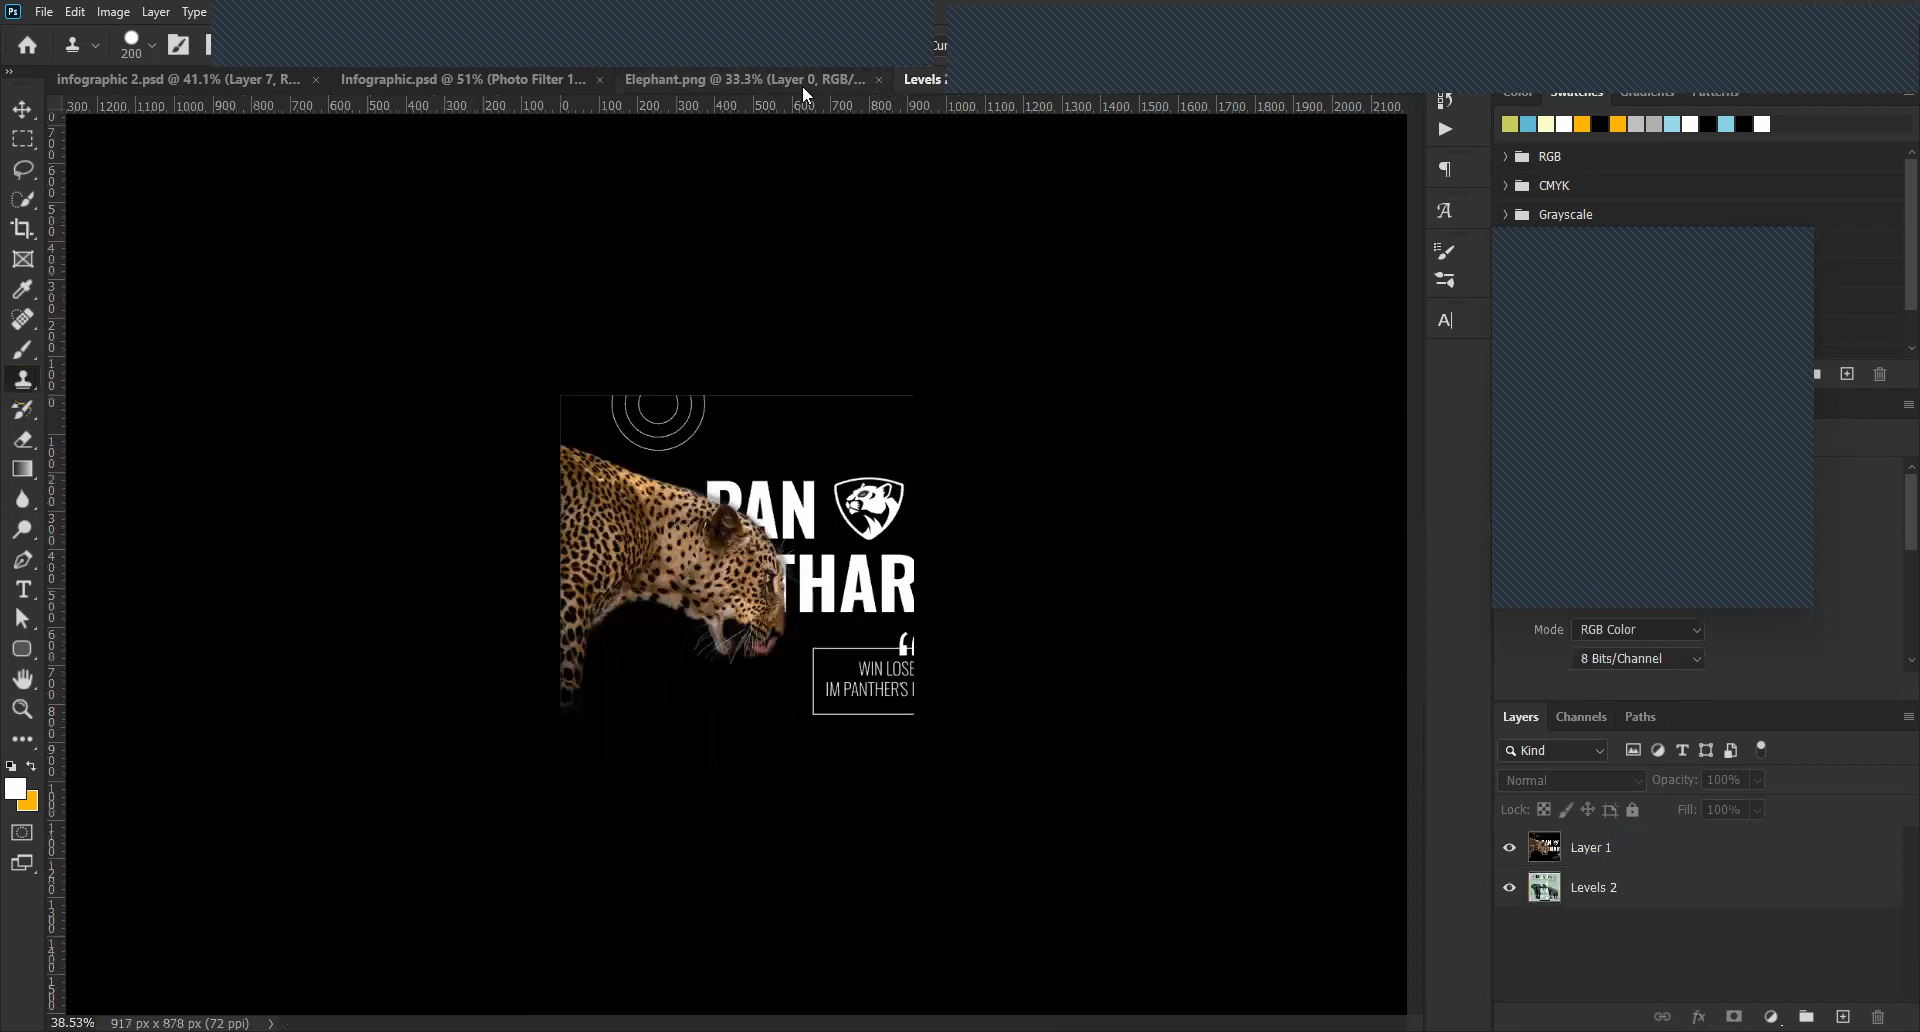 File Edit Image Layer Type
200
infographic 2.psd @ 41.1% (Layer 7, R... × Infographic.psd @ 51% (Photo Filter 1... × Elephant.png @ 33.3% (Layer 0, RGB/... × Levels
300 1200 1100 1000 900 800 700 600 500 400 300 200 100 0 100 200 300 400 500 600 700 800 900 1000 1100 1200 1300 1400 1500 1600 1700 1800 1900 2000 2100
RGB
CMYK
Grayscale
PAN
THAR
WIN LOSE
IM PANTHER'S
Mode RGB Color
8 Bits/Channel
Layers Channels Paths
Kind
Normal Opacity: 100%
Lock: Fill: 100%
Layer 1
Levels 2
38.53% 917 px x 878 px (72 ppi)